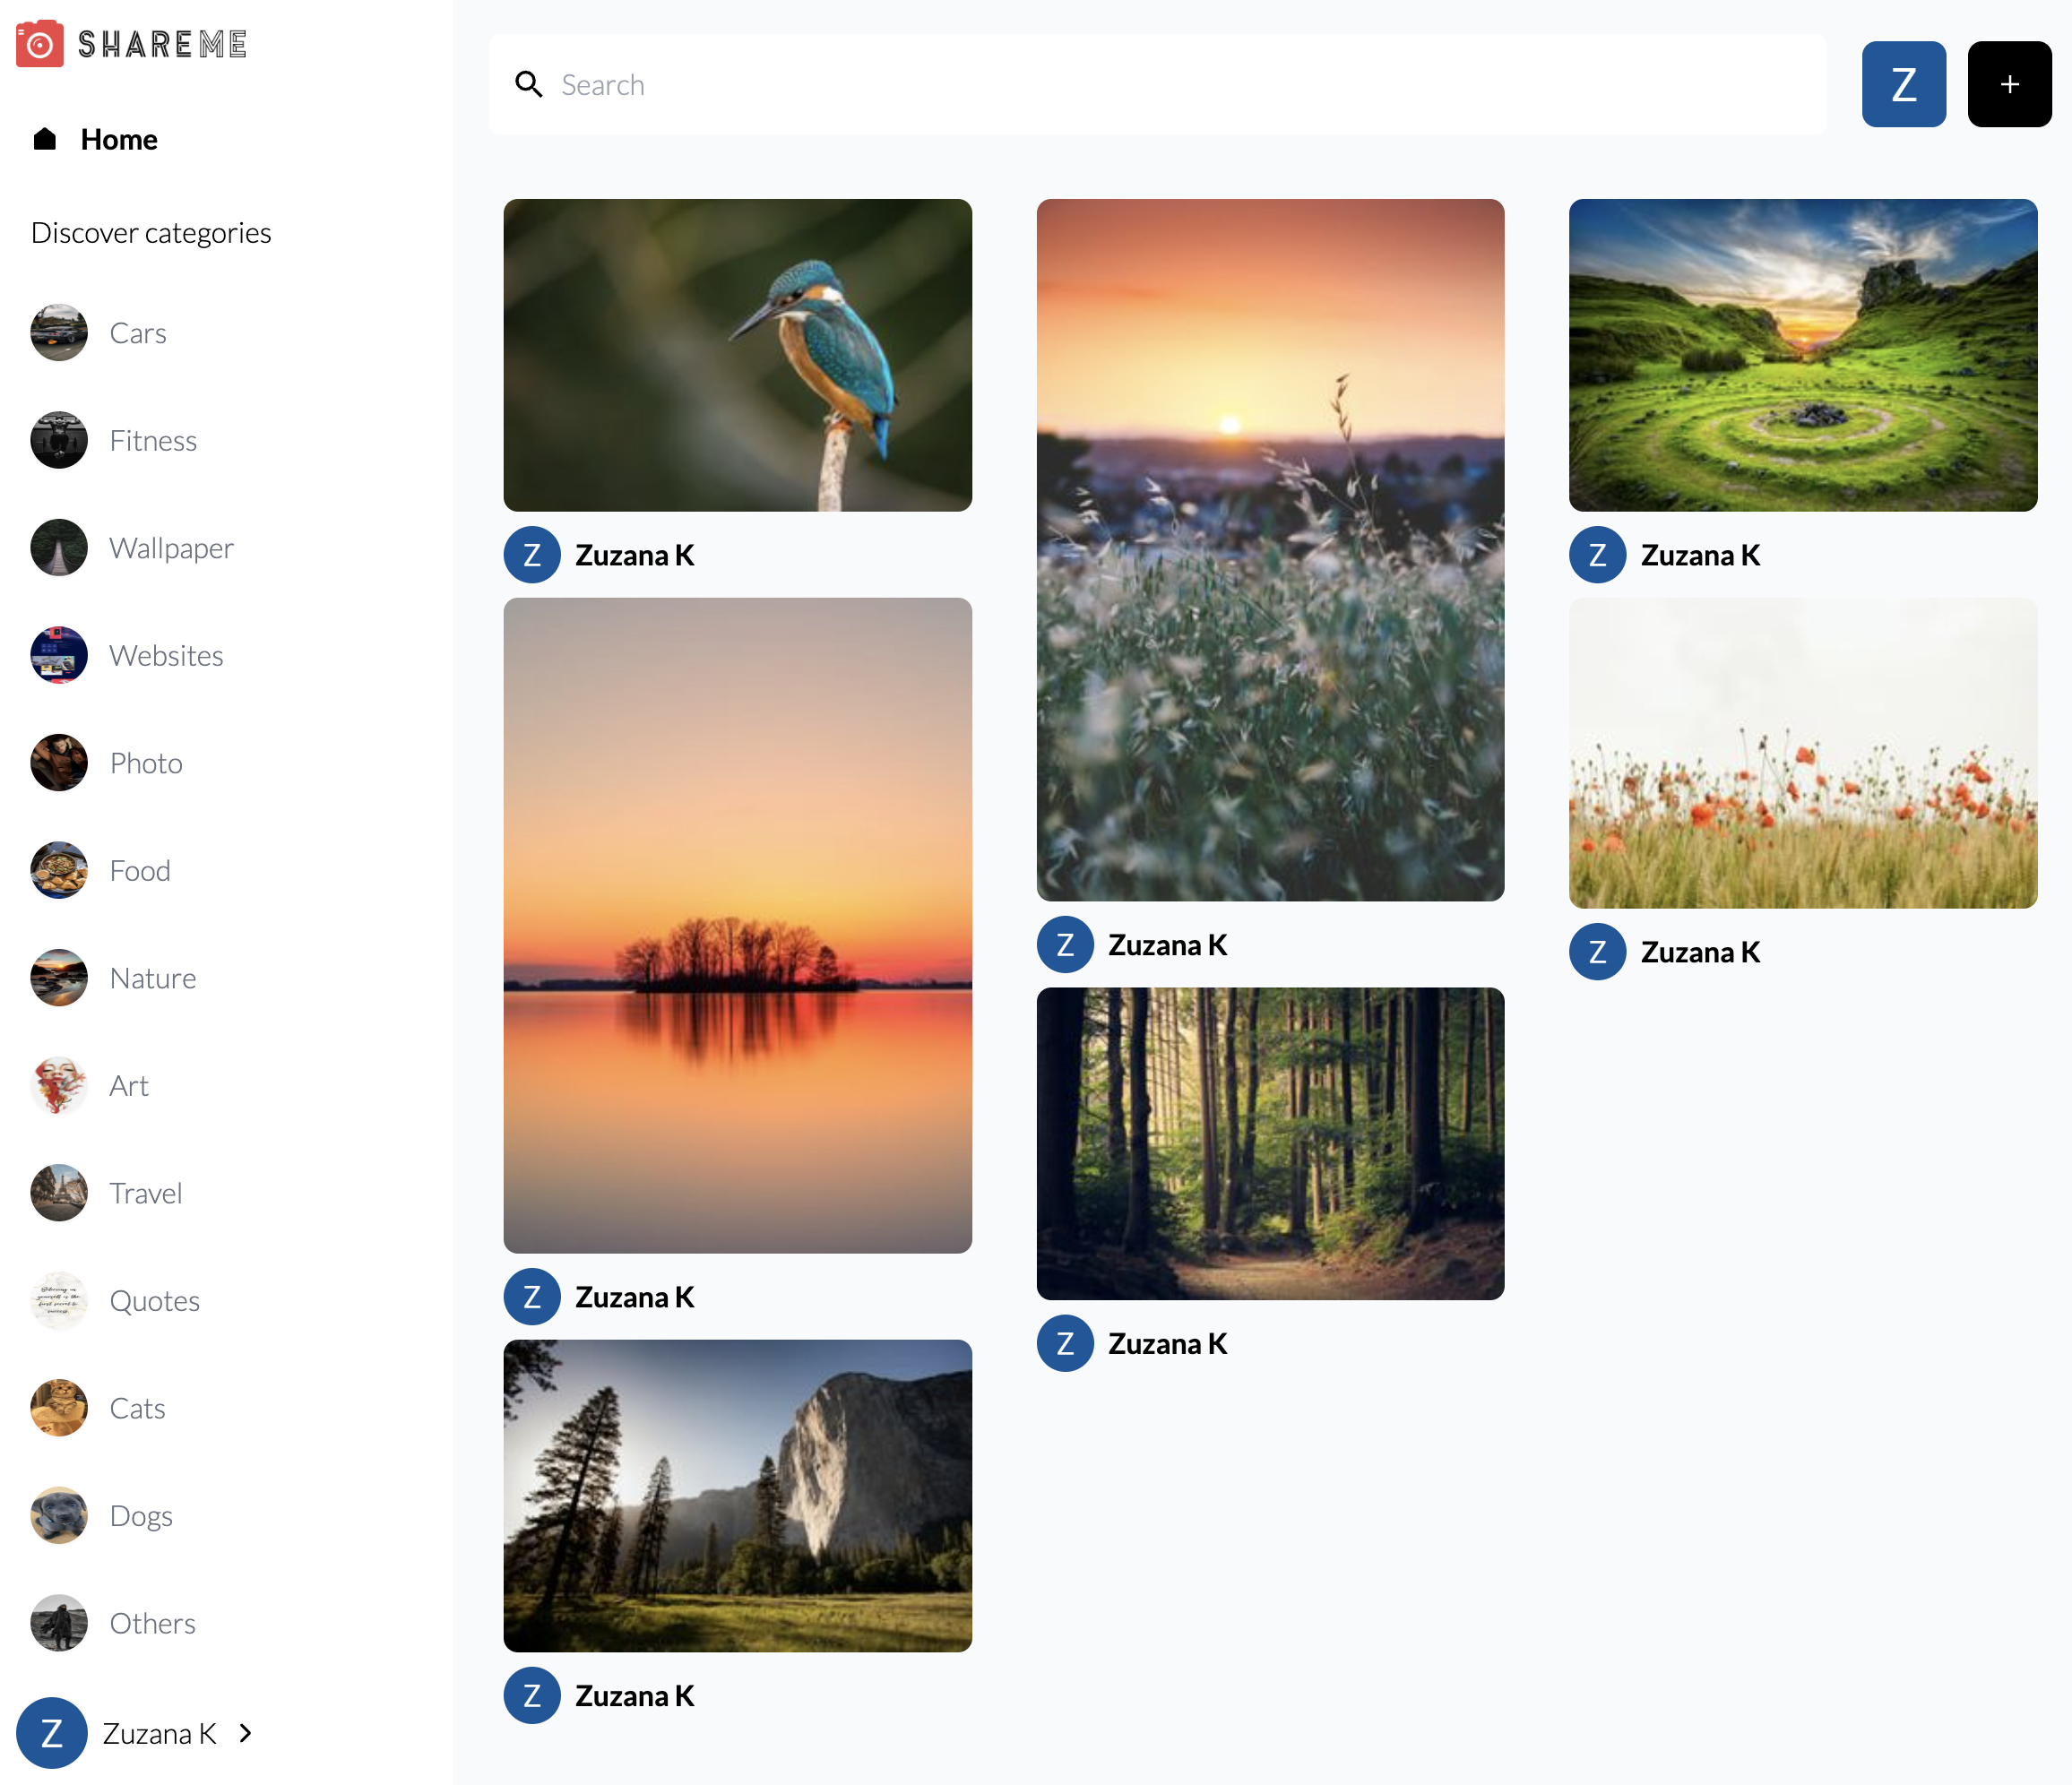 SHAREME
Home
Discover categories
Cars
Fitness
Wallpaper
Websites
Photo
Food
Nature
Art
Travel
Quotes
Cats
Dogs
Others
Z Zuzana K
Search
Z
+
Z Zuzana K
Z Zuzana K
Z Zuzana K
Z Zuzana K
Z Zuzana K
Z Zuzana K
Z Zuzana K